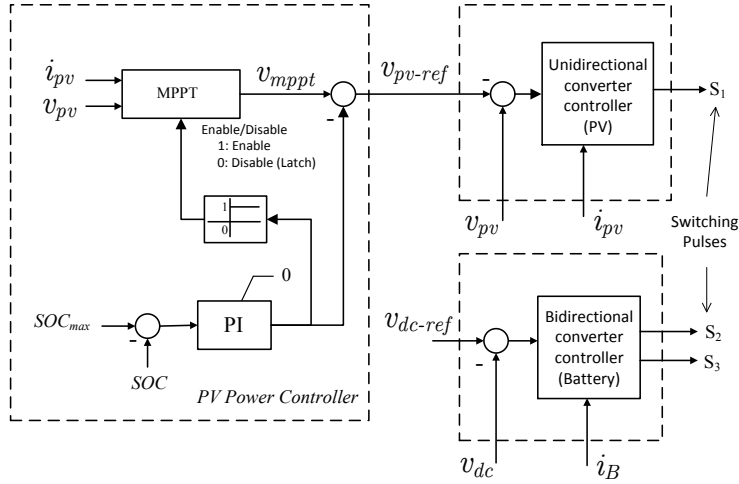 i_pv
v_pv
MPPT
v_mppt
v_pv-ref
-
Enable/Disable
1: Enable
0: Disable (Latch)
1
0
0
SOC_max
-
PI
SOC
PV Power Controller
-
Unidirectional
converter
controller
(PV)
S_1
v_pv
i_pv
Switching
Pulses
v_dc-ref
-
Bidirectional
converter
controller
(Battery)
S_2
S_3
v_dc
i_B